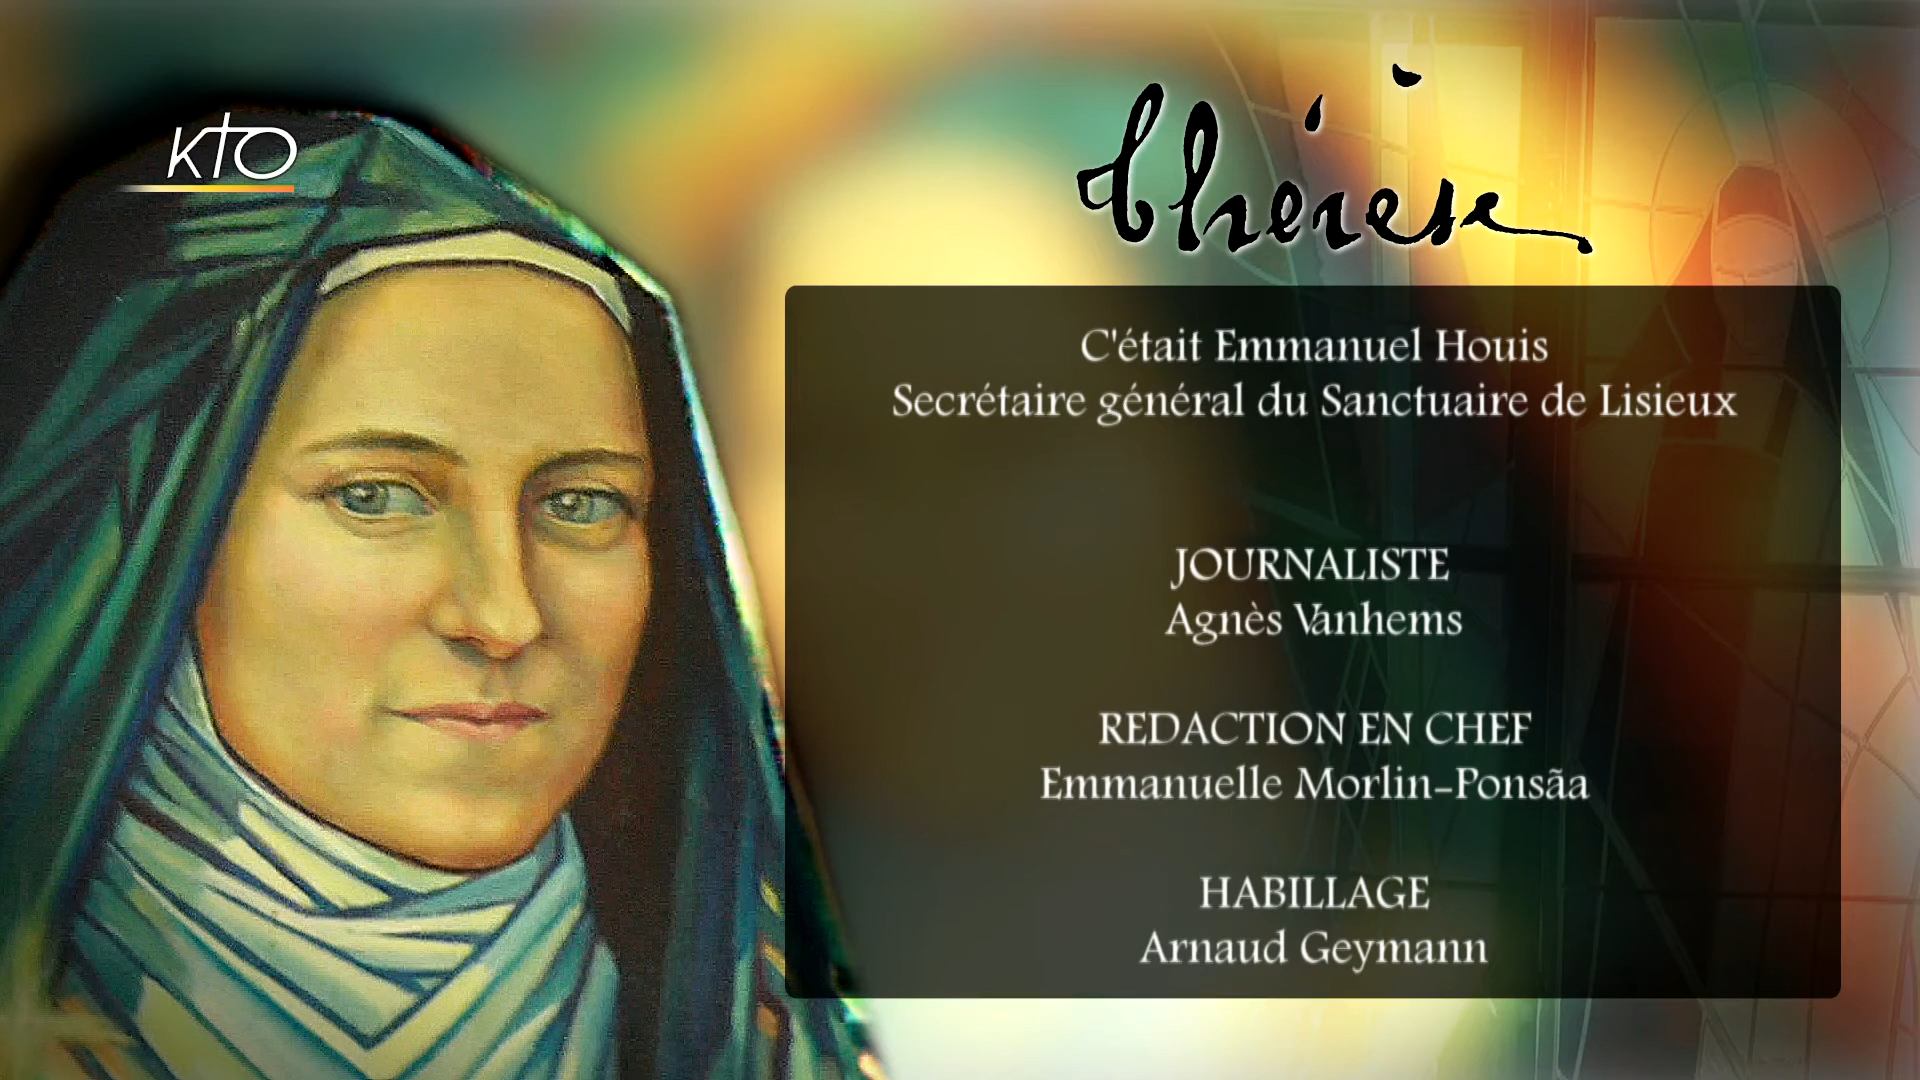 KTO
Thérèse
C'était Emmanuel Houis
Secrétaire général du Sanctuaire de Lisieux
JOURNALISTE
Agnès Vanhems
REDACTION EN CHEF
Emmanuelle Morlin-Ponsãa
HABILLAGE
Arnaud Geymann